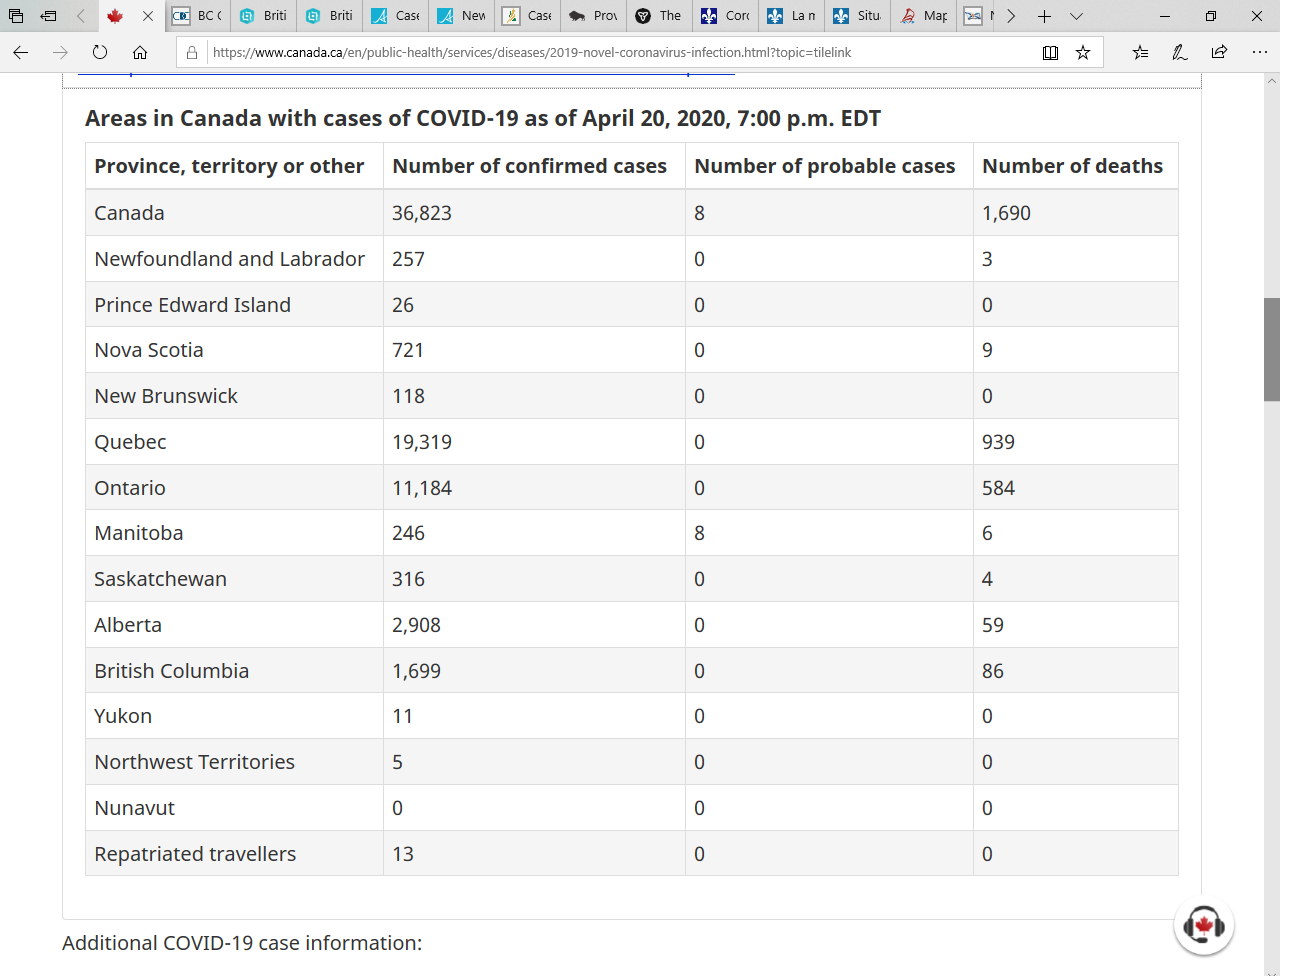 BC
Briti
Briti
Case
New
Case
Prov
The
Coro
La m
Situ
Map
https://www.canada.ca/en/public-health/services/diseases/2019-novel-coronavirus-infection.html?topic=tilelink
Areas in Canada with cases of COVID-19 as of April 20, 2020, 7:00 p.m. EDT
Province, territory or other Number of confirmed cases Number of probable cases Number of deaths
Canada 36,823 8 1,690
Newfoundland and Labrador 257 0 3
Prince Edward Island 26 0 0
Nova Scotia 721 0 9
New Brunswick 118 0 0
Quebec 19,319 0 939
Ontario 11,184 0 584
Manitoba 246 8 6
Saskatchewan 316 0 4
Alberta 2,908 0 59
British Columbia 1,699 0 86
Yukon 11 0 0
Northwest Territories 5 0 0
Nunavut 0 0 0
Repatriated travellers 13 0 0
Additional COVID-19 case information: